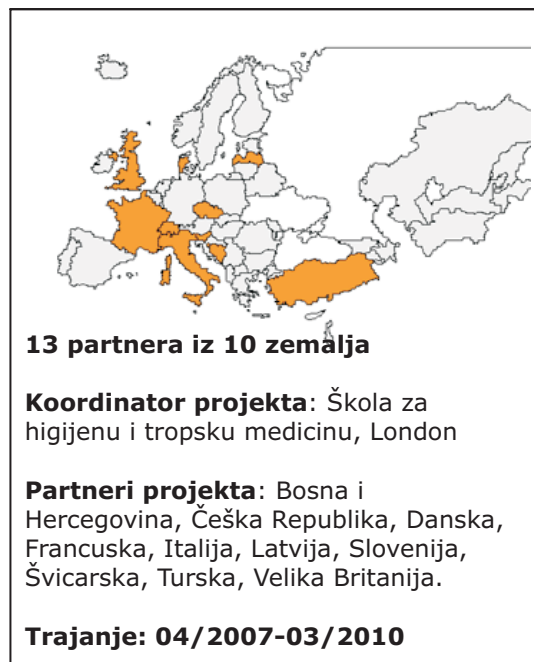 13 partnera iz 10 zemalja
Koordinator projekta: Škola za
higijenu i tropsku medicinu, London
Partneri projekta: Bosna i
Hercegovina, Češka Republika, Danska,
Francuska, Italija, Latvija, Slovenija,
Švicarska, Turska, Velika Britanija.
Trajanje: 04/2007-03/2010